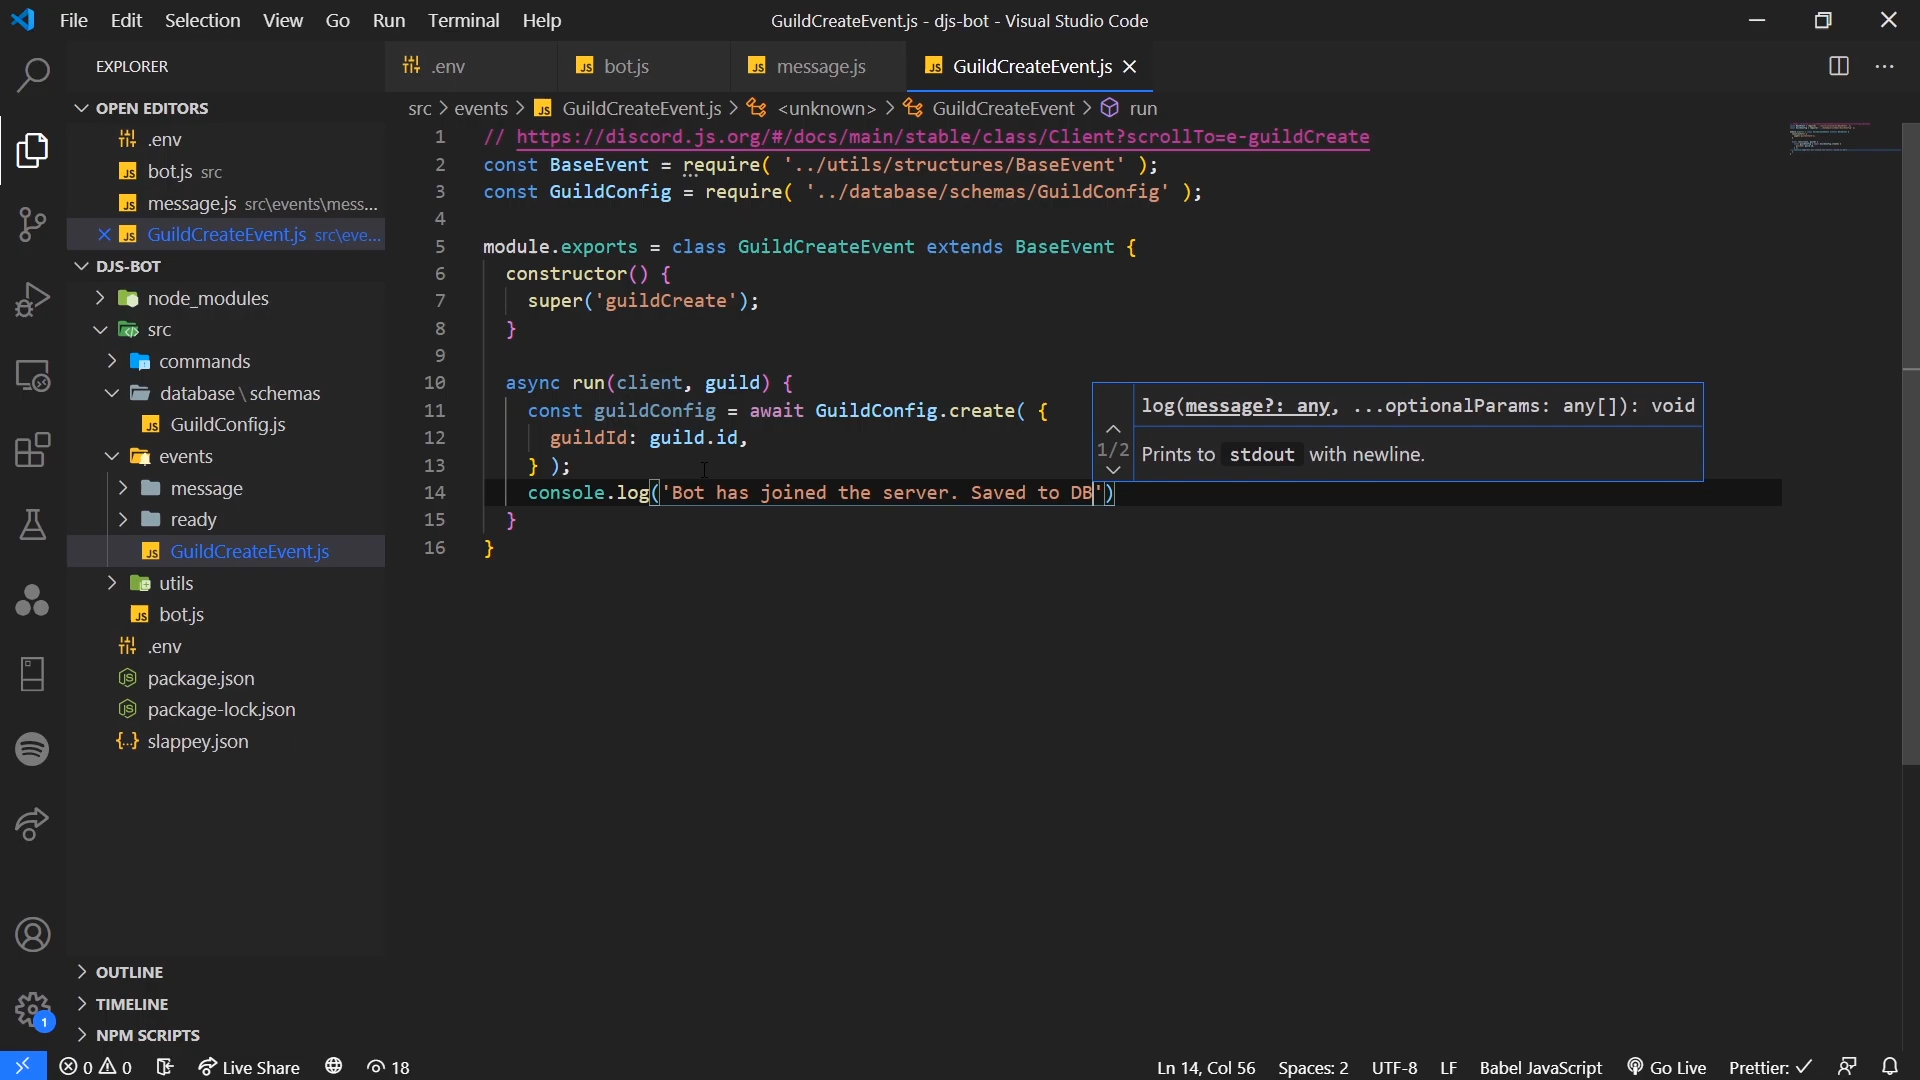 File Edit Selection View Go Run Terminal Help
GuildCreateEvent.js - djs-bot - Visual Studio Code
EXPLORER
OPEN EDITORS
.env
bot.js src
message.js src\events\mess...
GuildCreateEvent.js src\eve...
DJS-BOT
node_modules
src
commands
database \ schemas
GuildConfig.js
events
message
ready
GuildCreateEvent.js
utils
bot.js
.env
package.json
package-lock.json
slappey.json
OUTLINE
TIMELINE
NPM SCRIPTS
.env bot.js message.js GuildCreateEvent.js
src > events > GuildCreateEvent.js > <unknown> > GuildCreateEvent > run
1 // https://discord.js.org/#/docs/main/stable/class/Client?scrollTo=e-guildCreate
2 const BaseEvent = require( '../utils/structures/BaseEvent' );
3 const GuildConfig = require( '../database/schemas/GuildConfig' );
4
5 module.exports = class GuildCreateEvent extends BaseEvent {
6 constructor() {
7 super('guildCreate');
8 }
9
10 async run(client, guild) {
11 const guildConfig = await GuildConfig.create( {
12 guildId: guild.id,
13 } );
14 console.log('Bot has joined the server. Saved to DB')
15 }
16 }
log(message?: any, ...optionalParams: any[]): void
1/2
Prints to stdout with newline.
1
0 0 Live Share 18 Ln 14, Col 56 Spaces: 2 UTF-8 LF Babel JavaScript Go Live Prettier: ✓